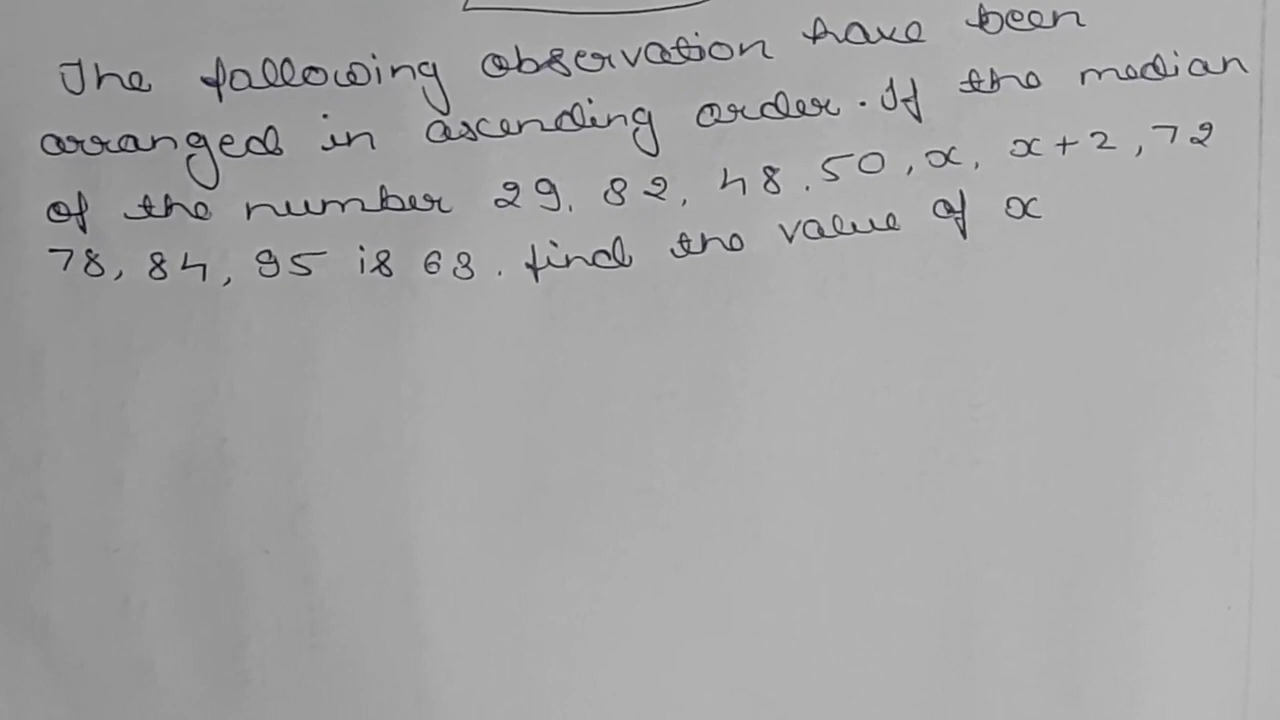 The following observation have been
arranged in ascending order. If the median
of the number 29, 32, 48, 50, x, x+2, 72
78, 84, 95 is 63. find the value of x